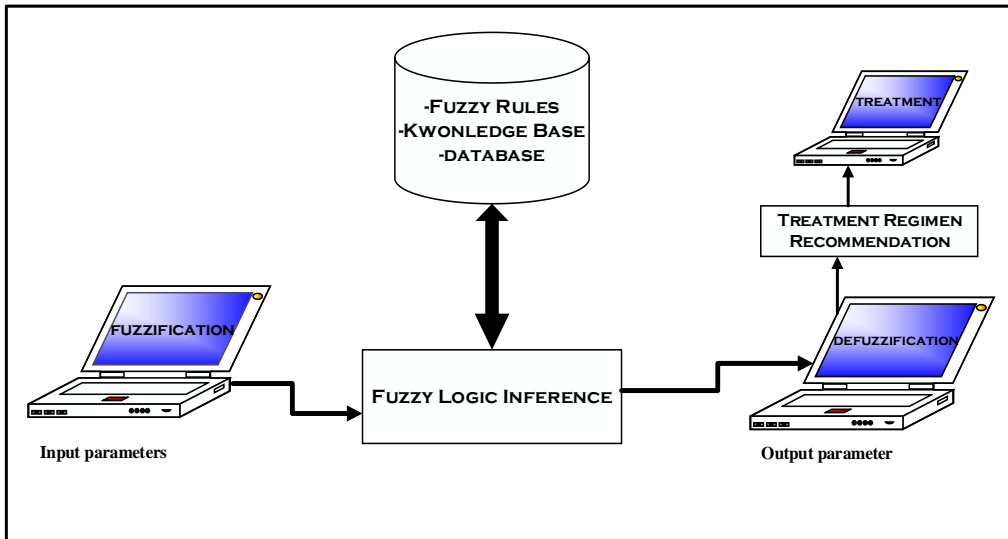 -Fuzzy Rules
-Kwonledge Base
-database
Treatment
Treatment Regimen
Recommendation
Fuzzification
Defuzzification
Fuzzy Logic Inference
Input parameters
Output parameter